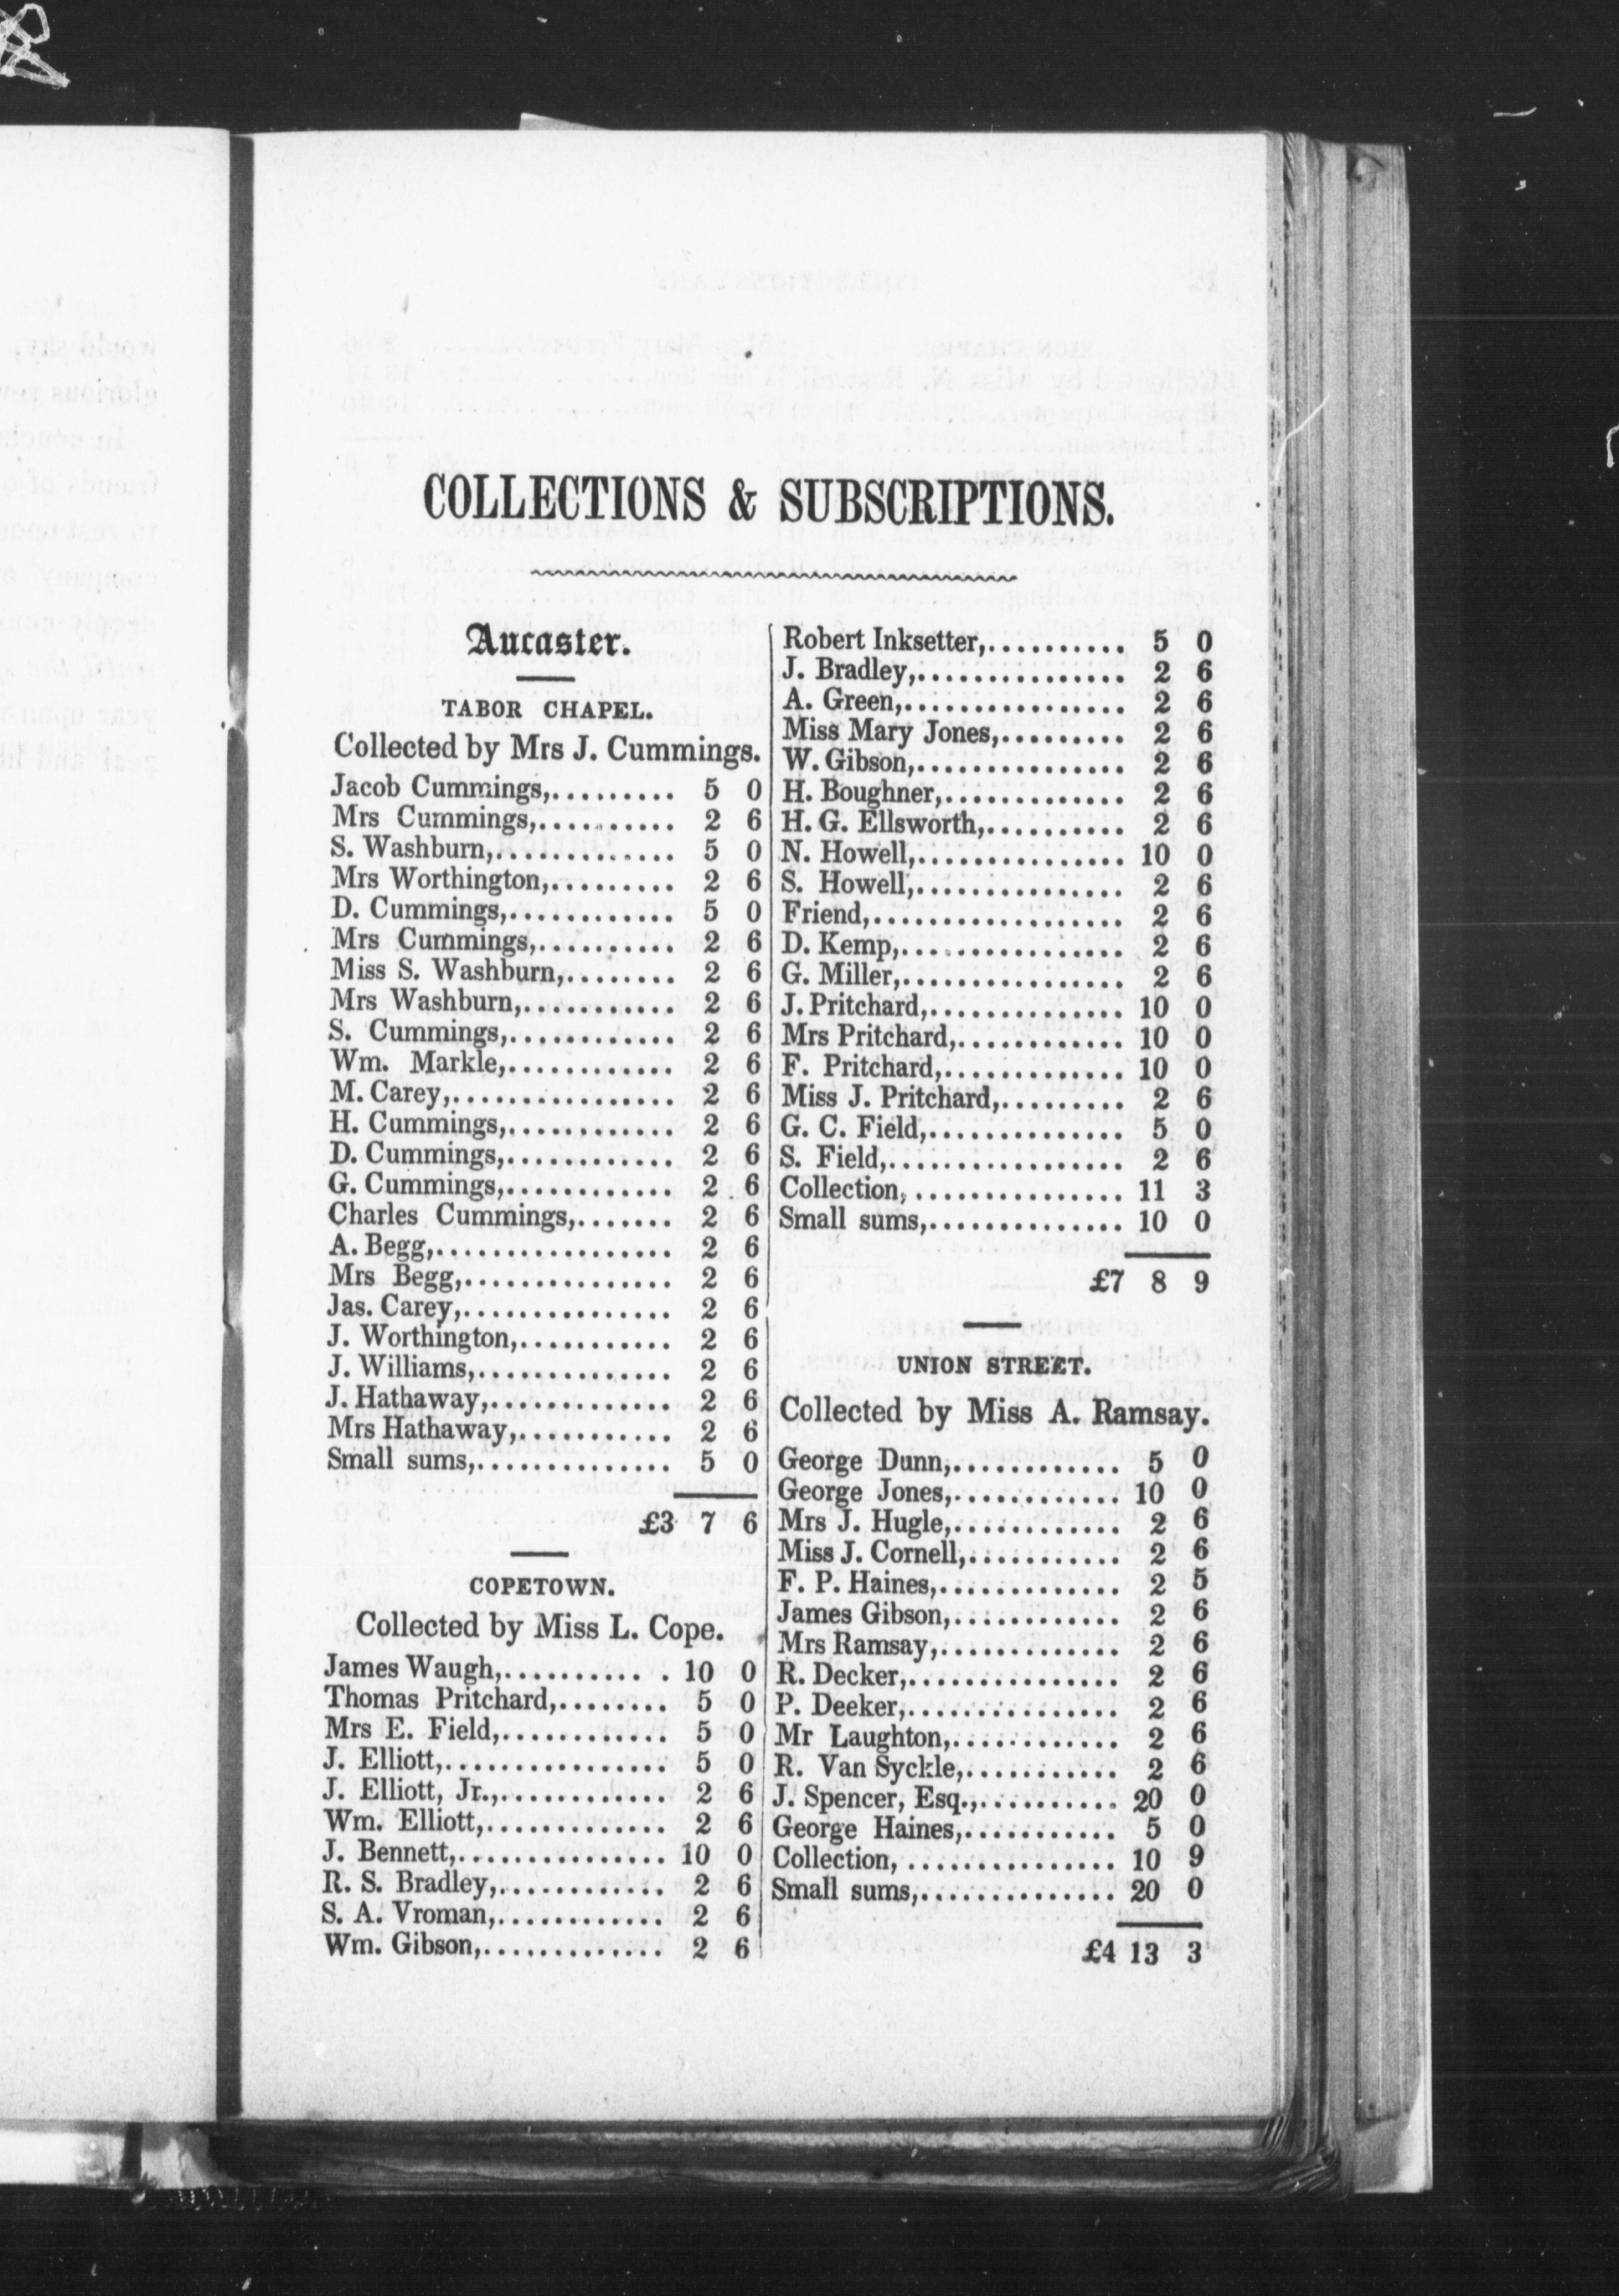 COLLECTIONS & SUBSCRIPTIONS.
Ancaster.
TABOR CHAPEL.
Collected by Mrs J. Cummings.
Jacob Cummings,......... 5 0
Mrs Cummings,.......... 2 6
S. Washburn,............. 5 0
Mrs Worthington,......... 2 6
D. Cummings,............ 5 0
Mrs Cummings,.......... 2 6
Miss S. Washburn,........ 2 6
Mrs Washburn,........... 2 6
S. Cummings,............ 2 6
Wm. Markle,............ 2 6
M. Carey,................ 2 6
H. Cummings,............ 2 6
D. Cummings,............ 2 6
G. Cummings,............ 2 6
Charles Cummings,....... 2 6
A. Begg,................. 2 6
Mrs Begg,............... 2 6
Jas. Carey,............... 2 6
J. Worthington,........... 2 6
J. Williams,.............. 2 6
J. Hathaway,............. 2 6
Mrs Hathaway,........... 2 6
Small sums,.............. 5 0
£3 7 6
COPETOWN.
Collected by Miss L. Cope.
James Waugh,........... 10 0
Thomas Pritchard,........ 5 0
Mrs E. Field,............ 5 0
J. Elliott,................ 5 0
J. Elliott, Jr.,............ 2 6
Wm. Elliott,............. 2 6
J. Bennett,............... 10 0
R. S. Bradley,............ 2 6
S. A. Vroman,............ 2 6
Wm. Gibson,............. 2 6
Robert Inksetter,.......... 5 0
J. Bradley,............... 2 6
A. Green,................ 2 6
Miss Mary Jones,......... 2 6
W. Gibson,............... 2 6
H. Boughner,............. 2 6
H. G. Ellsworth,.......... 2 6
N. Howell,............... 10 0
S. Howell,............... 2 6
Friend,.................. 2 6
D. Kemp,................ 2 6
G. Miller,................ 2 6
J. Pritchard,.............. 10 0
Mrs Pritchard,............ 10 0
F. Pritchard,............. 10 0
Miss J. Pritchard,......... 2 6
G. C. Field,.............. 5 0
S. Field,................. 2 6
Collection,............... 11 3
Small sums,.............. 10 0
£7 8 9
UNION STREET.
Collected by Miss A. Ramsay.
George Dunn,............ 5 0
George Jones,............ 10 0
Mrs J. Hugle,............ 2 6
Miss J. Cornell,........... 2 6
F. P. Haines,............. 2 5
James Gibson,............ 2 6
Mrs Ramsay,............. 2 6
R. Decker,............... 2 6
P. Deeker,............... 2 6
Mr Laughton,............ 2 6
R. Van Syckle,........... 2 6
J. Spencer, Esq.,.......... 20 0
George Haines,........... 5 0
Collection,............... 10 9
Small sums,.............. 20 0
£4 13 3